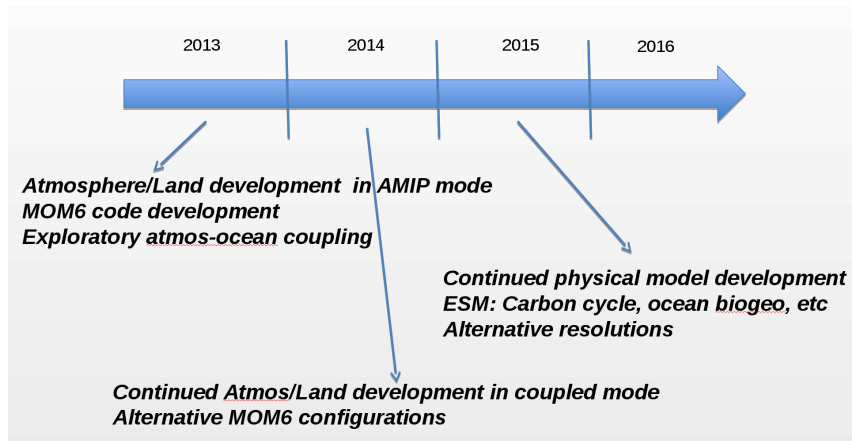 2013 2014 2015 2016
Atmosphere/Land development in AMIP mode
MOM6 code development
Exploratory atmos-ocean coupling
Continued physical model development
ESM: Carbon cycle, ocean biogeo, etc
Alternative resolutions
Continued Atmos/Land development in coupled mode
Alternative MOM6 configurations